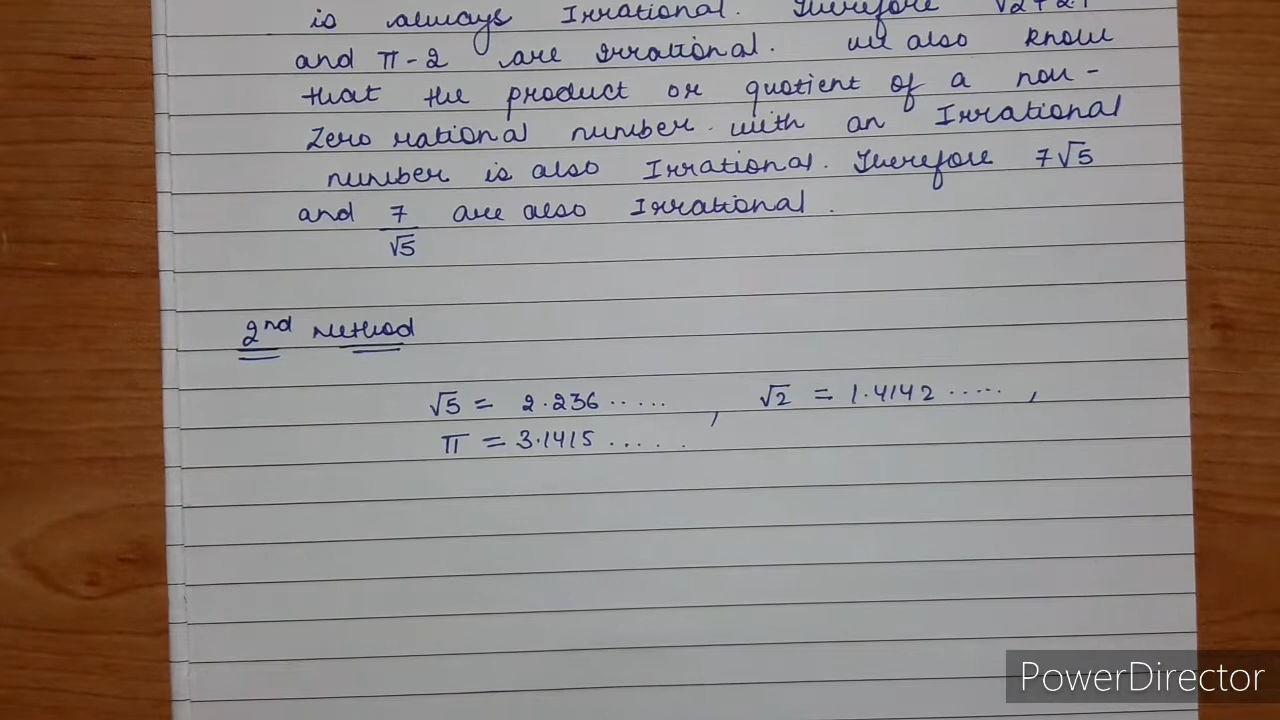 is always Irrational. Therefore √2+21
and π-2 are Irrational. We also know
that the product or quotient of a non-
Zero rational number with an Irrational
number is also Irrational. Therefore 7√5
and 7/√5 are also Irrational.
2nd Method
√5 = 2.236 ....., √2 = 1.4142 .....,
π = 3.1415 ......
PowerDirector